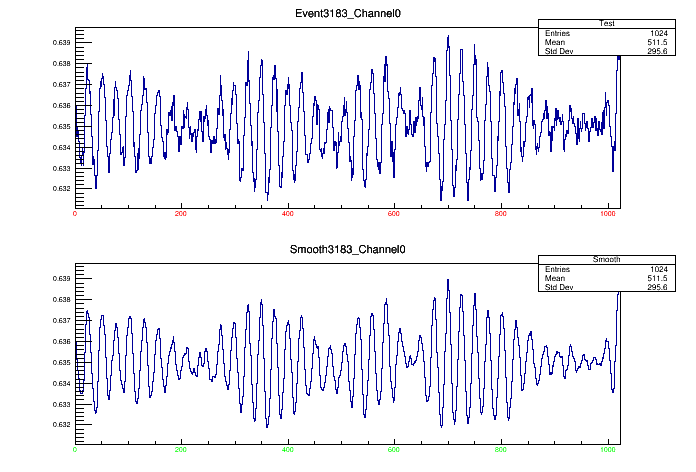 Event3183_Channel0
Test
Entries 1024
Mean 511.5
Std Dev 295.6
0.639
0.638
0.637
0.636
0.635
0.634
0.633
0.632
0 200 400 600 800 1000
Smooth3183_Channel0
Smooth
Entries 1024
Mean 511.5
Std Dev 295.6
0.639
0.638
0.637
0.636
0.635
0.634
0.633
0.632
0 200 400 600 800 1000